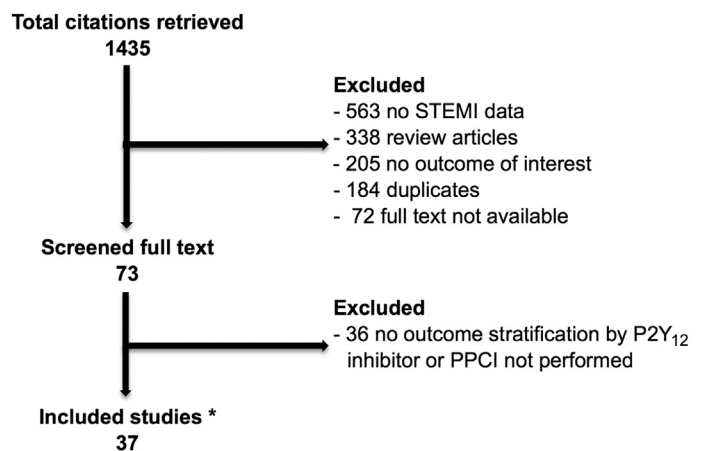 Total citations retrieved
1435
Excluded
- 563 no STEMI data
- 338 review articles
- 205 no outcome of interest
- 184 duplicates
- 72 full text not available
Screened full text
73
Excluded
- 36 no outcome stratification by P2Y12
inhibitor or PPCI not performed
Included studies *
37